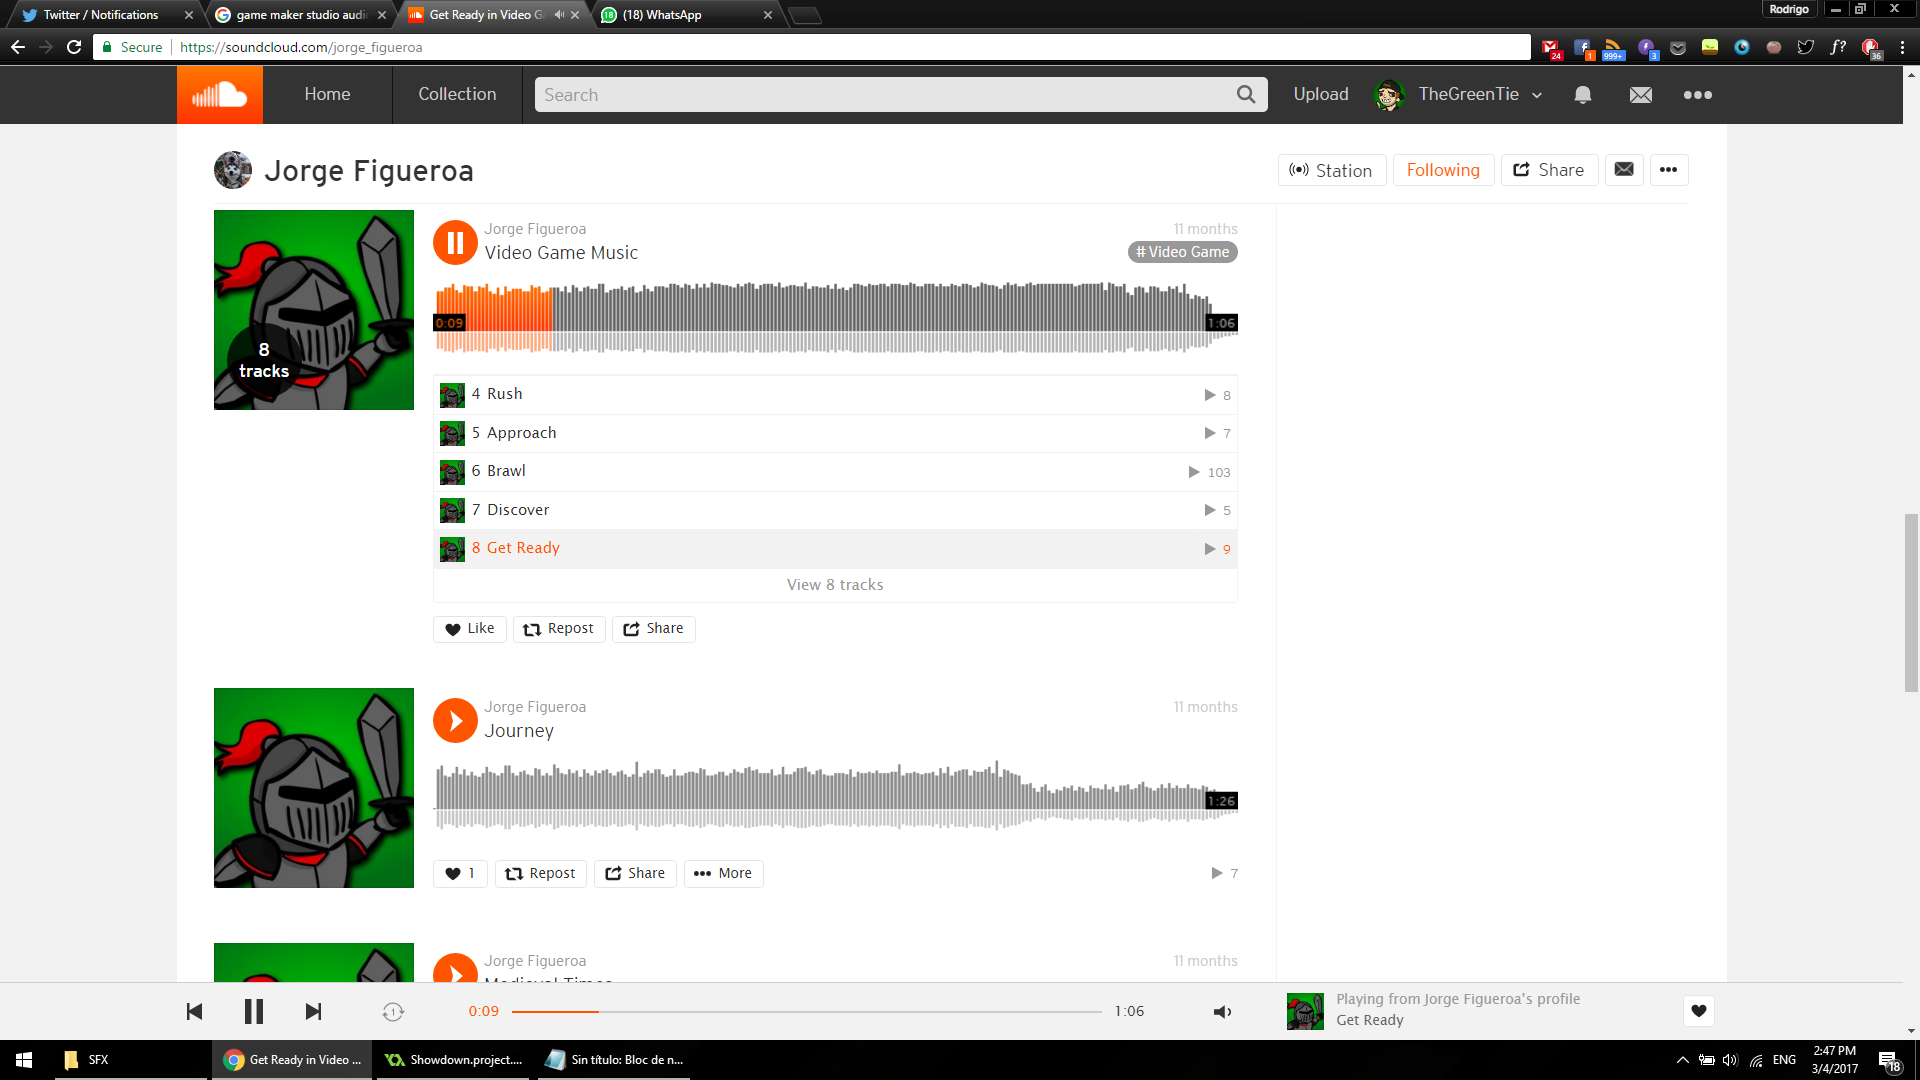 Twitter / Notifications
game maker studio audi
Get Ready in Video G
(18) WhatsApp
Rodrigo
Secure
https://soundcloud.com/jorge_figueroa
24
1
999+
3
f?
36
Home
Collection
Search
Upload
TheGreenTie
Jorge Figueroa
Station
Following
Share
8
tracks
Jorge Figueroa
11 months
Video Game Music
# Video Game
0:09
1:06
4 Rush
8
5 Approach
7
6 Brawl
103
7 Discover
5
8 Get Ready
9
View 8 tracks
Like
Repost
Share
Jorge Figueroa
11 months
Journey
1:26
1
Repost
Share
More
7
Jorge Figueroa
11 months
Medieval Times
1
0:09
1:06
Playing from Jorge Figueroa's profile
Get Ready
SFX
Get Ready in Video ...
Showdown.project....
Sin título: Bloc de n...
ENG
2:47 PM
3/4/2017
18